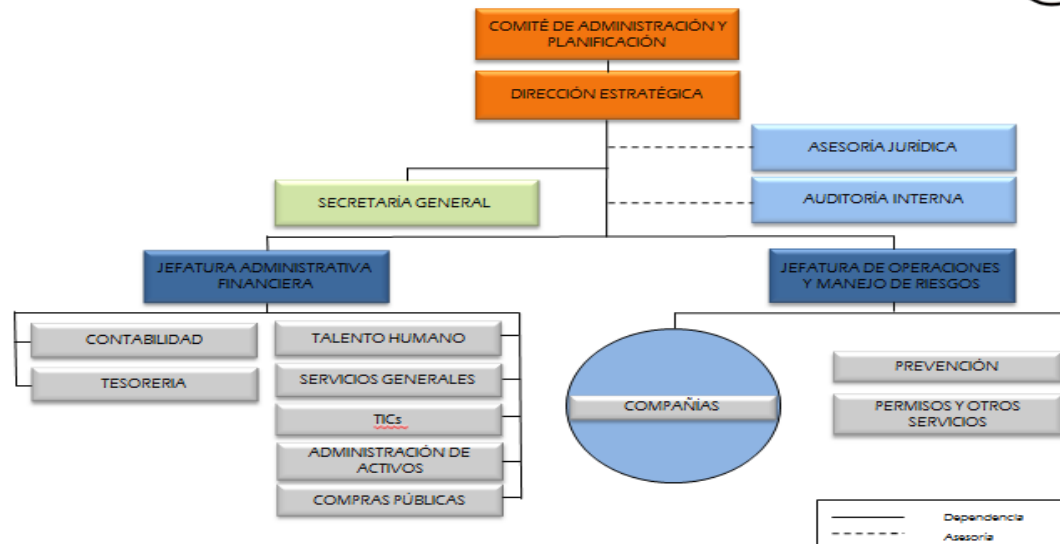 COMITÉ DE ADMINISTRACIÓN Y
PLANIFICACIÓN
DIRECCIÓN ESTRATÉGICA
ASESORÍA JURÍDICA
SECRETARÍA GENERAL
AUDITORÍA INTERNA
JEFATURA ADMINISTRATIVA
FINANCIERA
JEFATURA DE OPERACIONES
Y MANEJO DE RIESGOS
CONTABILIDAD
TESORERIA
TALENTO HUMANO
SERVICIOS GENERALES
TICs
ADMINISTRACIÓN DE
ACTIVOS
COMPRAS PÚBLICAS
COMPAÑÍAS
PREVENCIÓN
PERMISOS Y OTROS
SERVICIOS
Dependencia
Asesoría